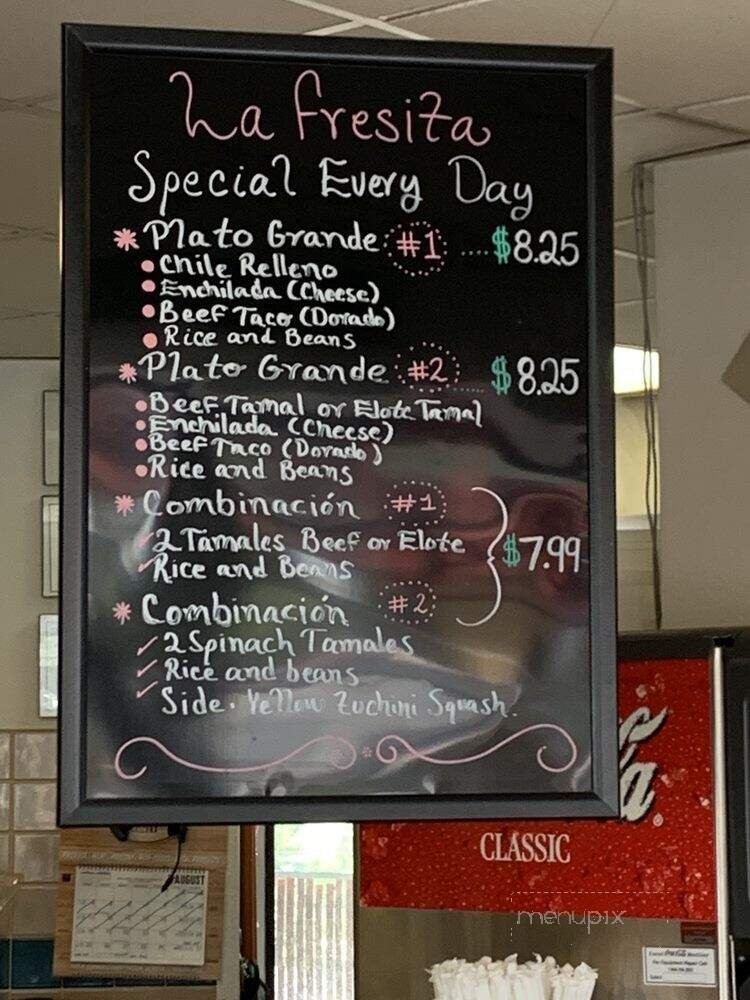 La Fresita
Special Every Day
* Plato Grande #1 .... $8.25
• Chile Relleno
• Enchilada (Cheese)
• Beef Taco (Dorado)
• Rice and Beans
* Plato Grande #2 ..... $8.25
• Beef Tamal or Elote Tamal
• Enchilada (Cheese)
• Beef Taco (Dorado)
• Rice and Beans
* Combinación #1
✓ 2 Tamales Beef or Elote
$7.99
✓ Rice and Beans
* Combinación #2
✓ 2 Spinach Tamales
✓ Rice and beans
✓ Side. Yellow Zuchini Squash.
CLASSIC
AUGUST
menupix